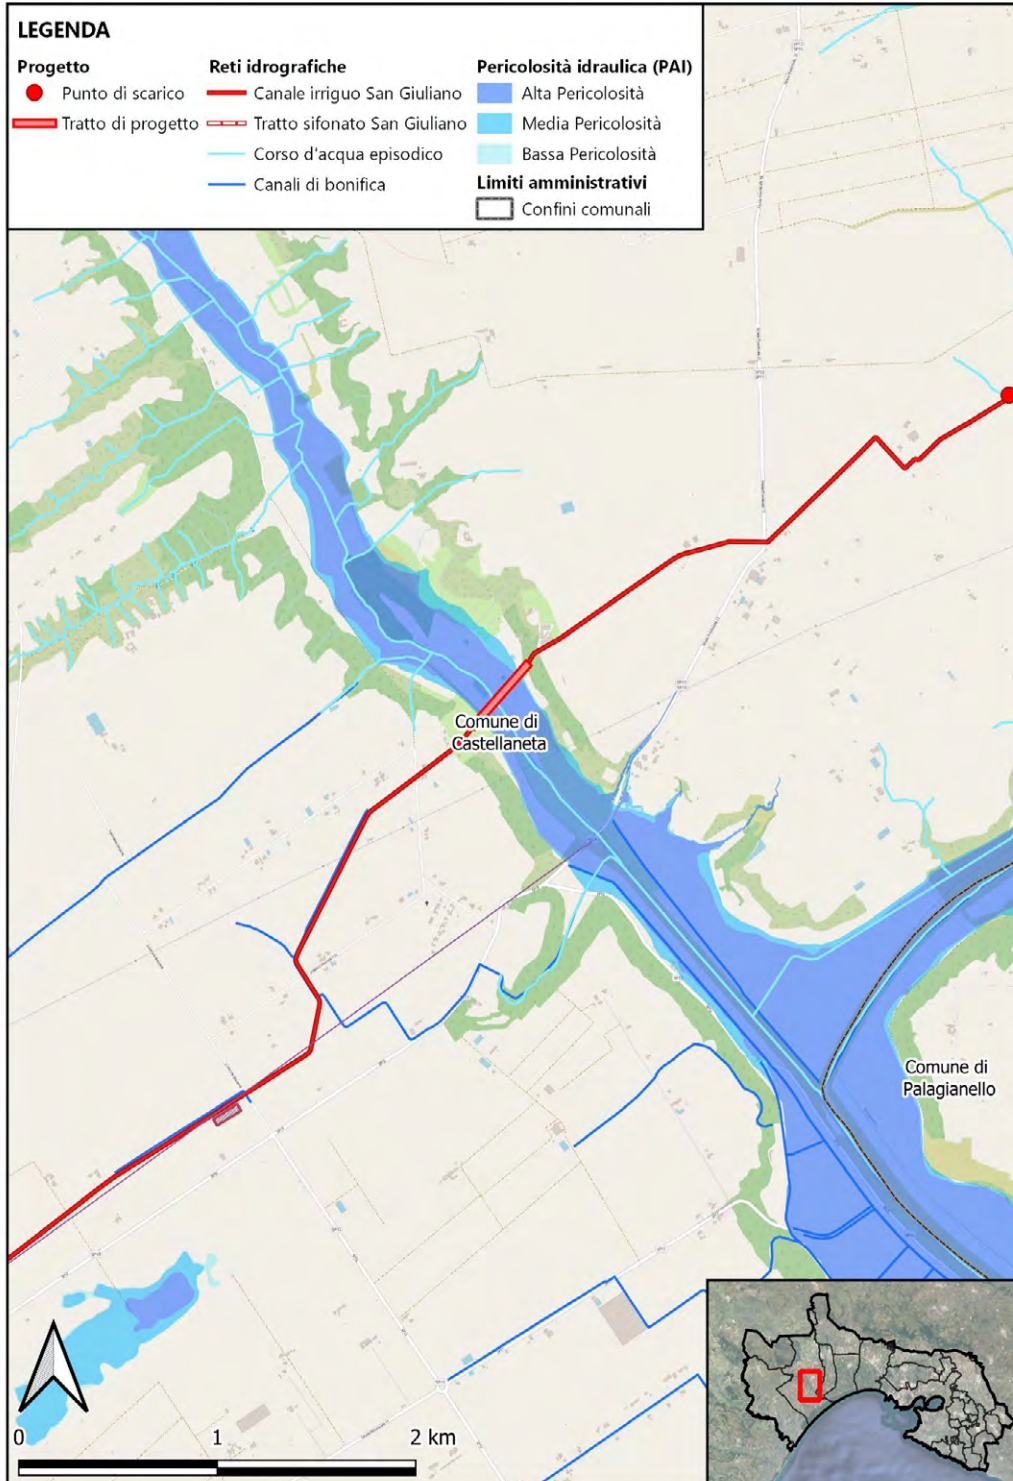 LEGENDA
Progetto
Punto di scarico
Tratto di progetto
Reti idrografiche
Canale irriguo San Giuliano
Tratto sifonato San Giuliano
Corso d'acqua episodico
Canali di bonifica
Pericolosità idraulica (PAI)
Alta Pericolosità
Media Pericolosità
Bassa Pericolosità
Limiti amministrativi
Confini comunali
Comune di
Castellaneta
Comune di
Palagianello
0 1 2 km